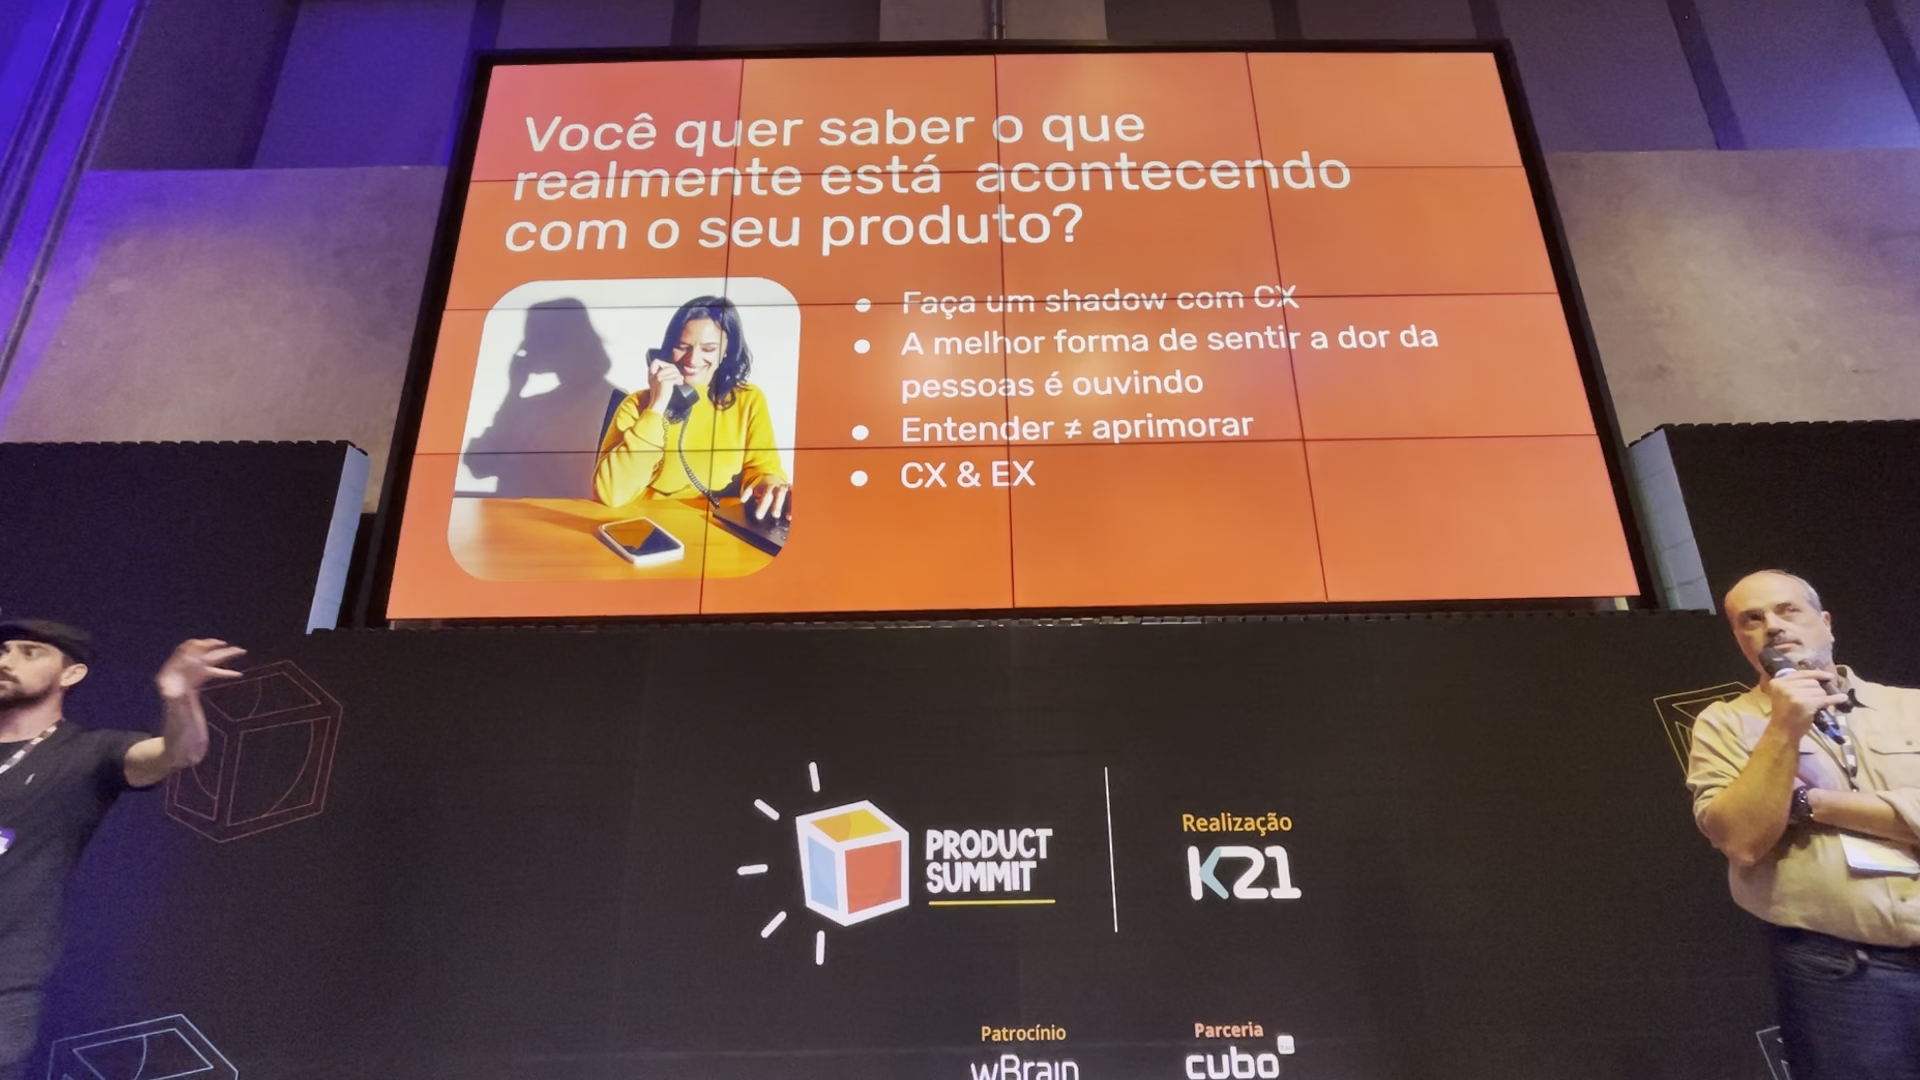 Você quer saber o que
realmente está acontecendo
com o seu produto?
● Faça um shadow com CX
● A melhor forma de sentir a dor da
pessoas é ouvindo
● Entender ≠ aprimorar
● CX & EX
PRODUCT
SUMMIT
Realização
K21
Patrocínio
wBrain
Parceria
cubo